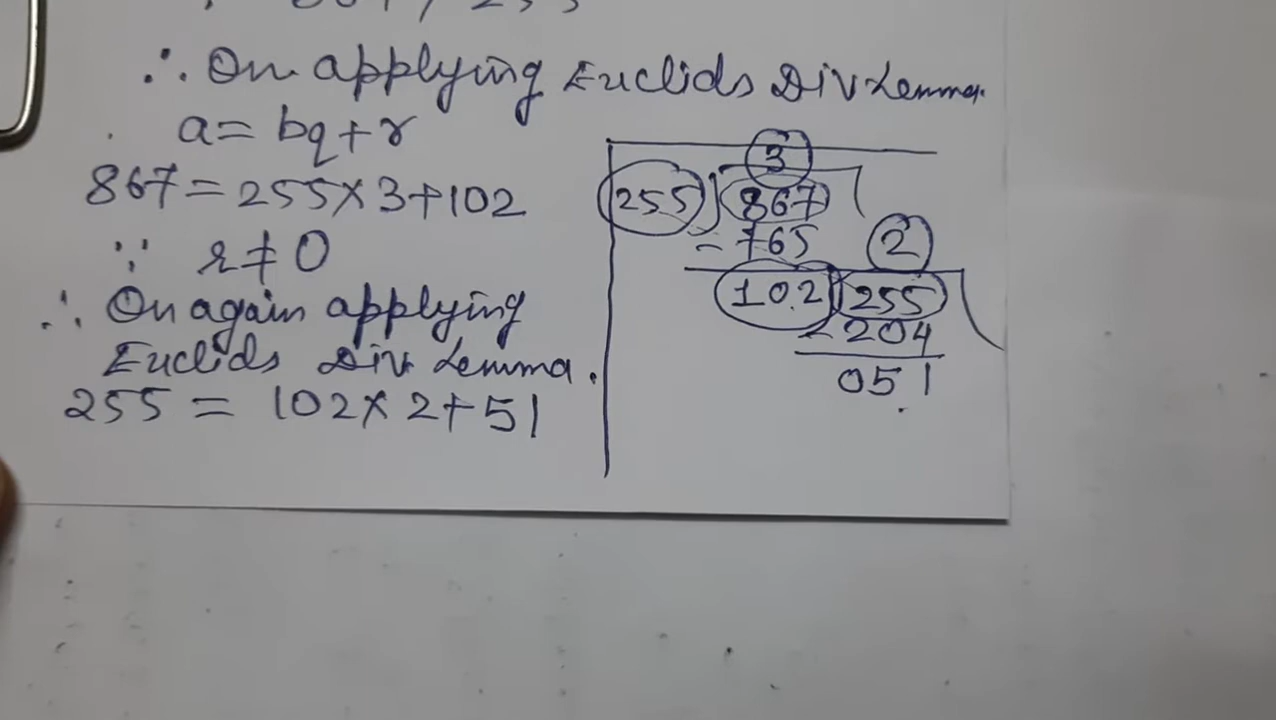 ∴ On applying Euclids Div Lemma.
a = bq + r
867 = 255 × 3 + 102
∵ r ≠ 0
∴ On again applying
Euclids Div Lemma.
255 = 102 × 2 + 51
3
255 ) 867
- 765 2
102 ) 255
- 204
051